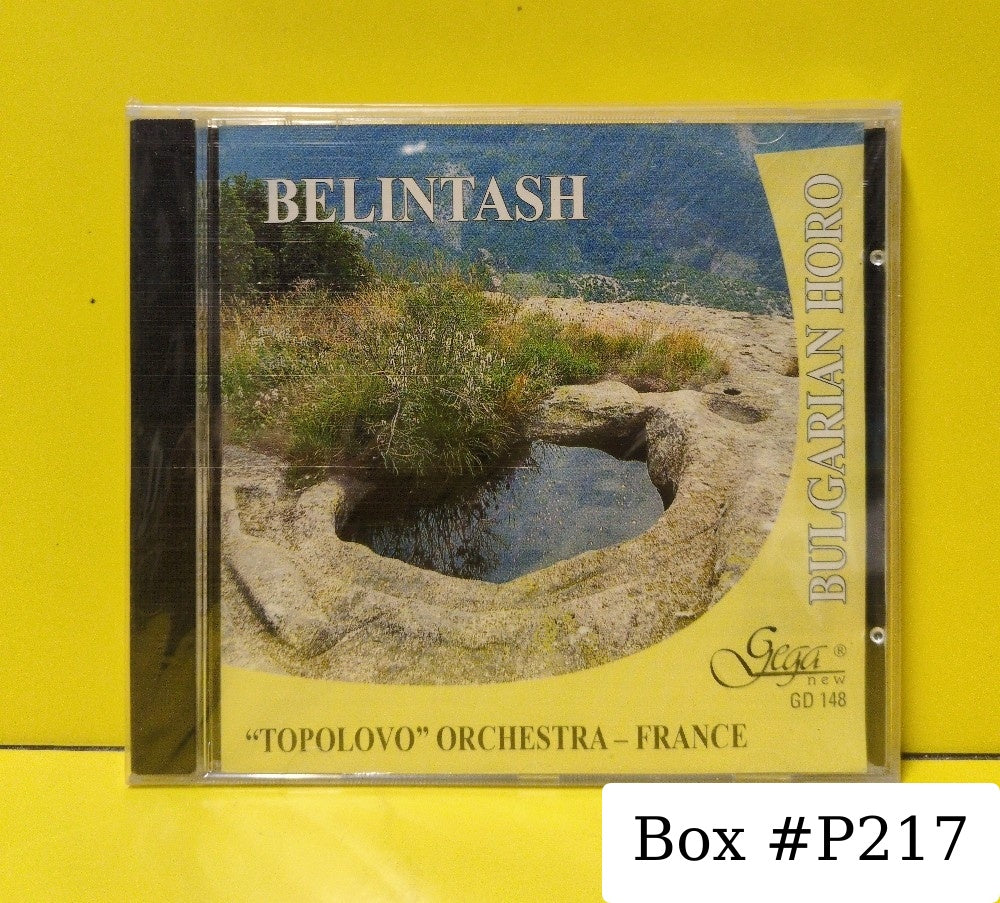 BELINTASH
BULGARIAN HORO
Gega ®
new
GD 148
“TOPOLOVO” ORCHESTRA – FRANCE
Box #P217